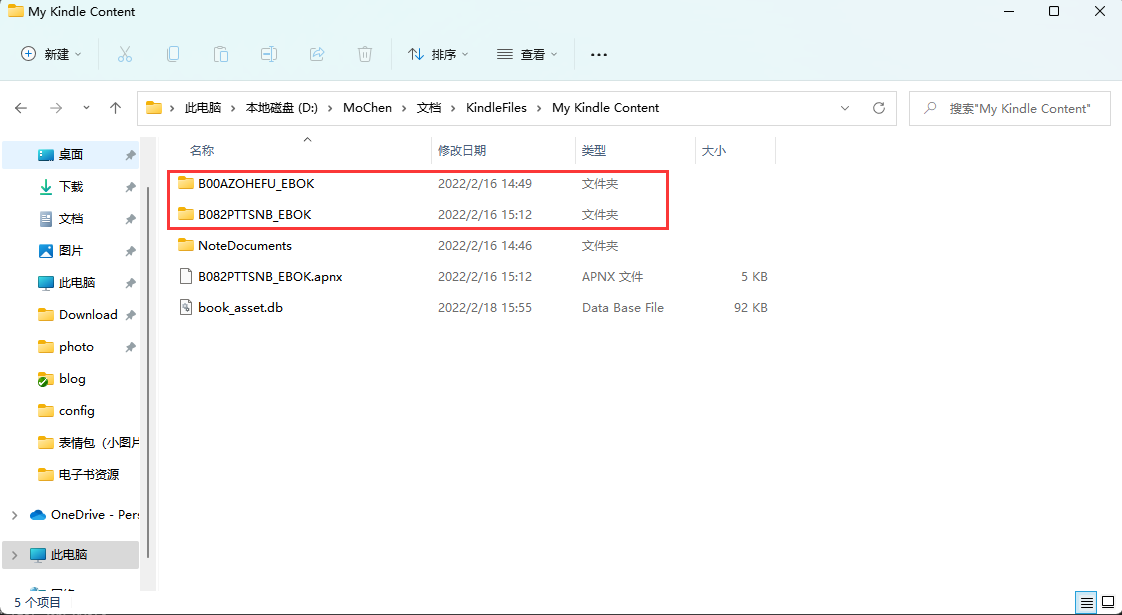 My Kindle Content
新建 排序 查看
此电脑 本地磁盘 (D:) MoChen 文档 KindleFiles My Kindle Content 搜索"My Kindle Content"
名称 修改日期 类型 大小
桌面
下载
文档
图片
此电脑
Download
photo
blog
config
表情包（小图片
电子书资源
OneDrive - Pers
此电脑
B00AZOHEFU_EBOK 2022/2/16 14:49 文件夹
B082PTTSNB_EBOK 2022/2/16 15:12 文件夹
NoteDocuments 2022/2/16 14:46 文件夹
B082PTTSNB_EBOK.apnx 2022/2/16 15:12 APNX 文件 5 KB
book_asset.db 2022/2/18 15:55 Data Base File 92 KB
5 个项目